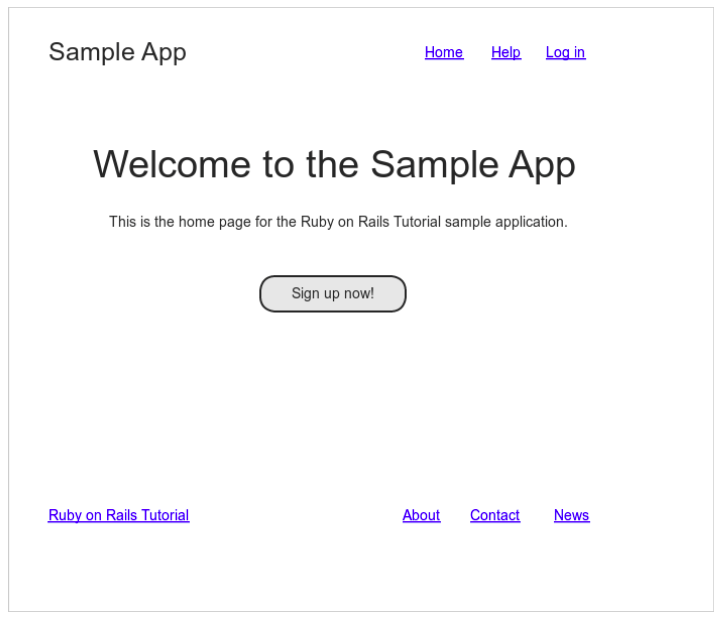 Sample App Home Help Log in
Welcome to the Sample App
This is the home page for the Ruby on Rails Tutorial sample application.
Sign up now!
Ruby on Rails Tutorial About Contact News